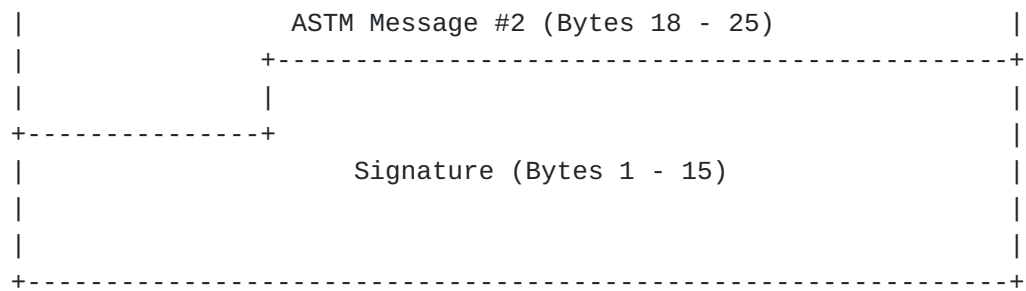 ASTM Message #2 (Bytes 18 - 25)
Signature (Bytes 1 - 15)